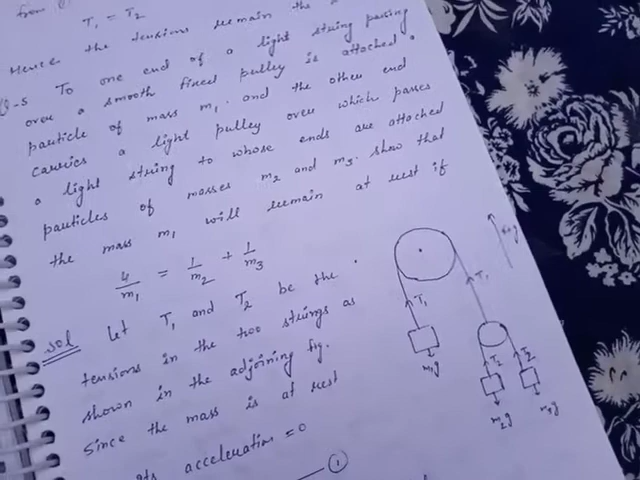 from
T₁ = T₂
Hence the tensions remain the
Q-5 To one end of a light string passing
over a smooth fixed pulley is attached a
particle of mass m₁. and the other end
carries a light pulley over which passes
a light string to whose ends are attached
particles of masses m₂ and m₃. show that
the mass m₁ will remain at rest if
4/m₁ = 1/m₂ + 1/m₃
Sol Let T₁ and T₂ be the
tensions in the two strings as
shown in the adjoining fig.
Since the mass is at rest
its acceleration = 0
①
T₁
T₁
m₁g
T₂
T₂
m₂g
m₃g